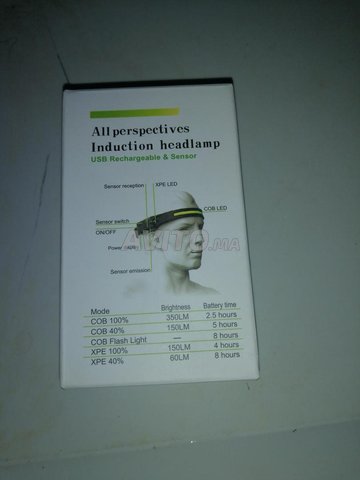 All perspectives
Induction headlamp
USB Rechargeable & Sensor
Sensor reception
XPE LED
COB LED
Sensor switch
ON/OFF
Power
Sensor emission
AVITO.MA
Mode Brightness Battery time
COB 100% 350LM 2.5 hours
COB 40% 150LM 5 hours
COB Flash Light — 8 hours
XPE 100% 150LM 4 hours
XPE 40% 60LM 8 hours